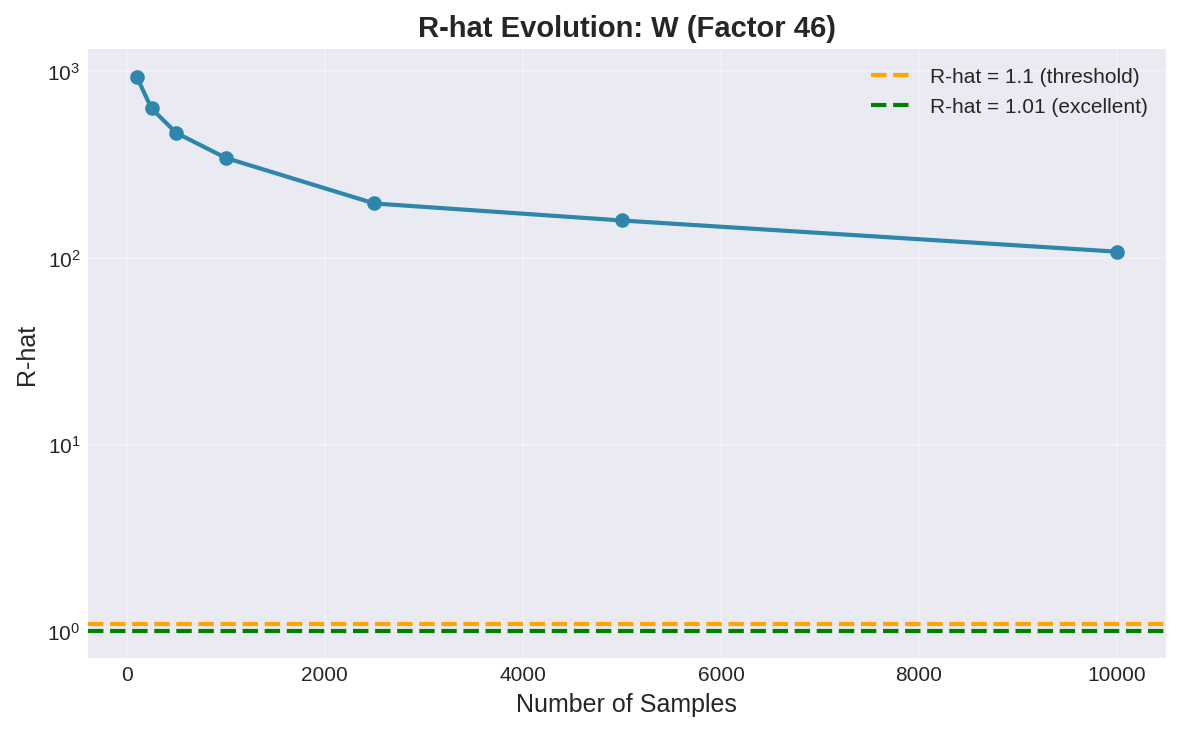 R-hat Evolution: W (Factor 46)
R-hat = 1.1 (threshold)
R-hat = 1.01 (excellent)
10³
10²
10¹
10⁰
R-hat
0 2000 4000 6000 8000 10000
Number of Samples